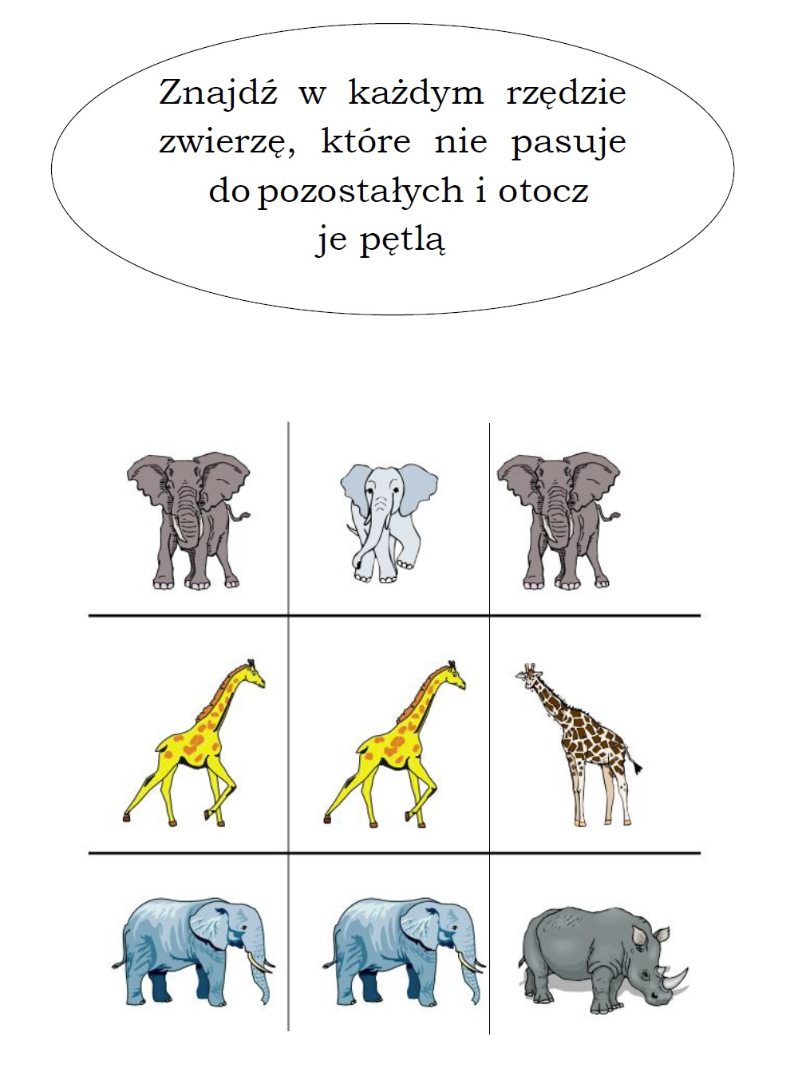 Znajdź w każdym rzędzie
zwierzę, które nie pasuje
do pozostałych i otocz
je pętlą